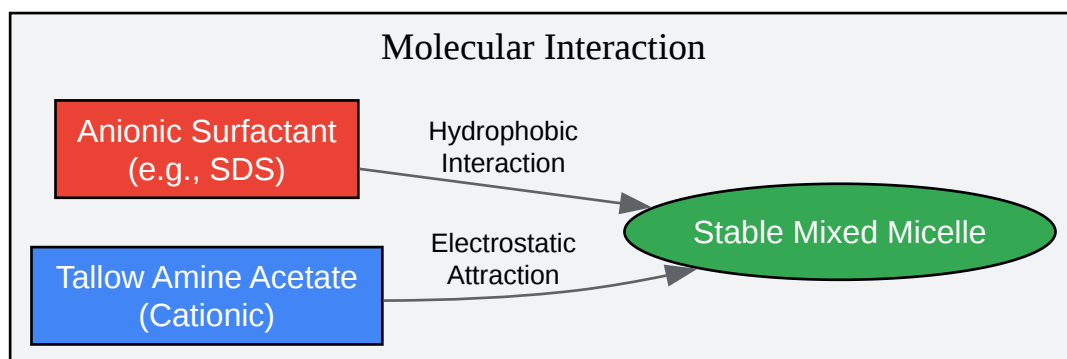 Molecular Interaction
Anionic Surfactant
(e.g., SDS)
Hydrophobic
Interaction
Tallow Amine Acetate
(Cationic)
Electrostatic
Attraction
Stable Mixed Micelle